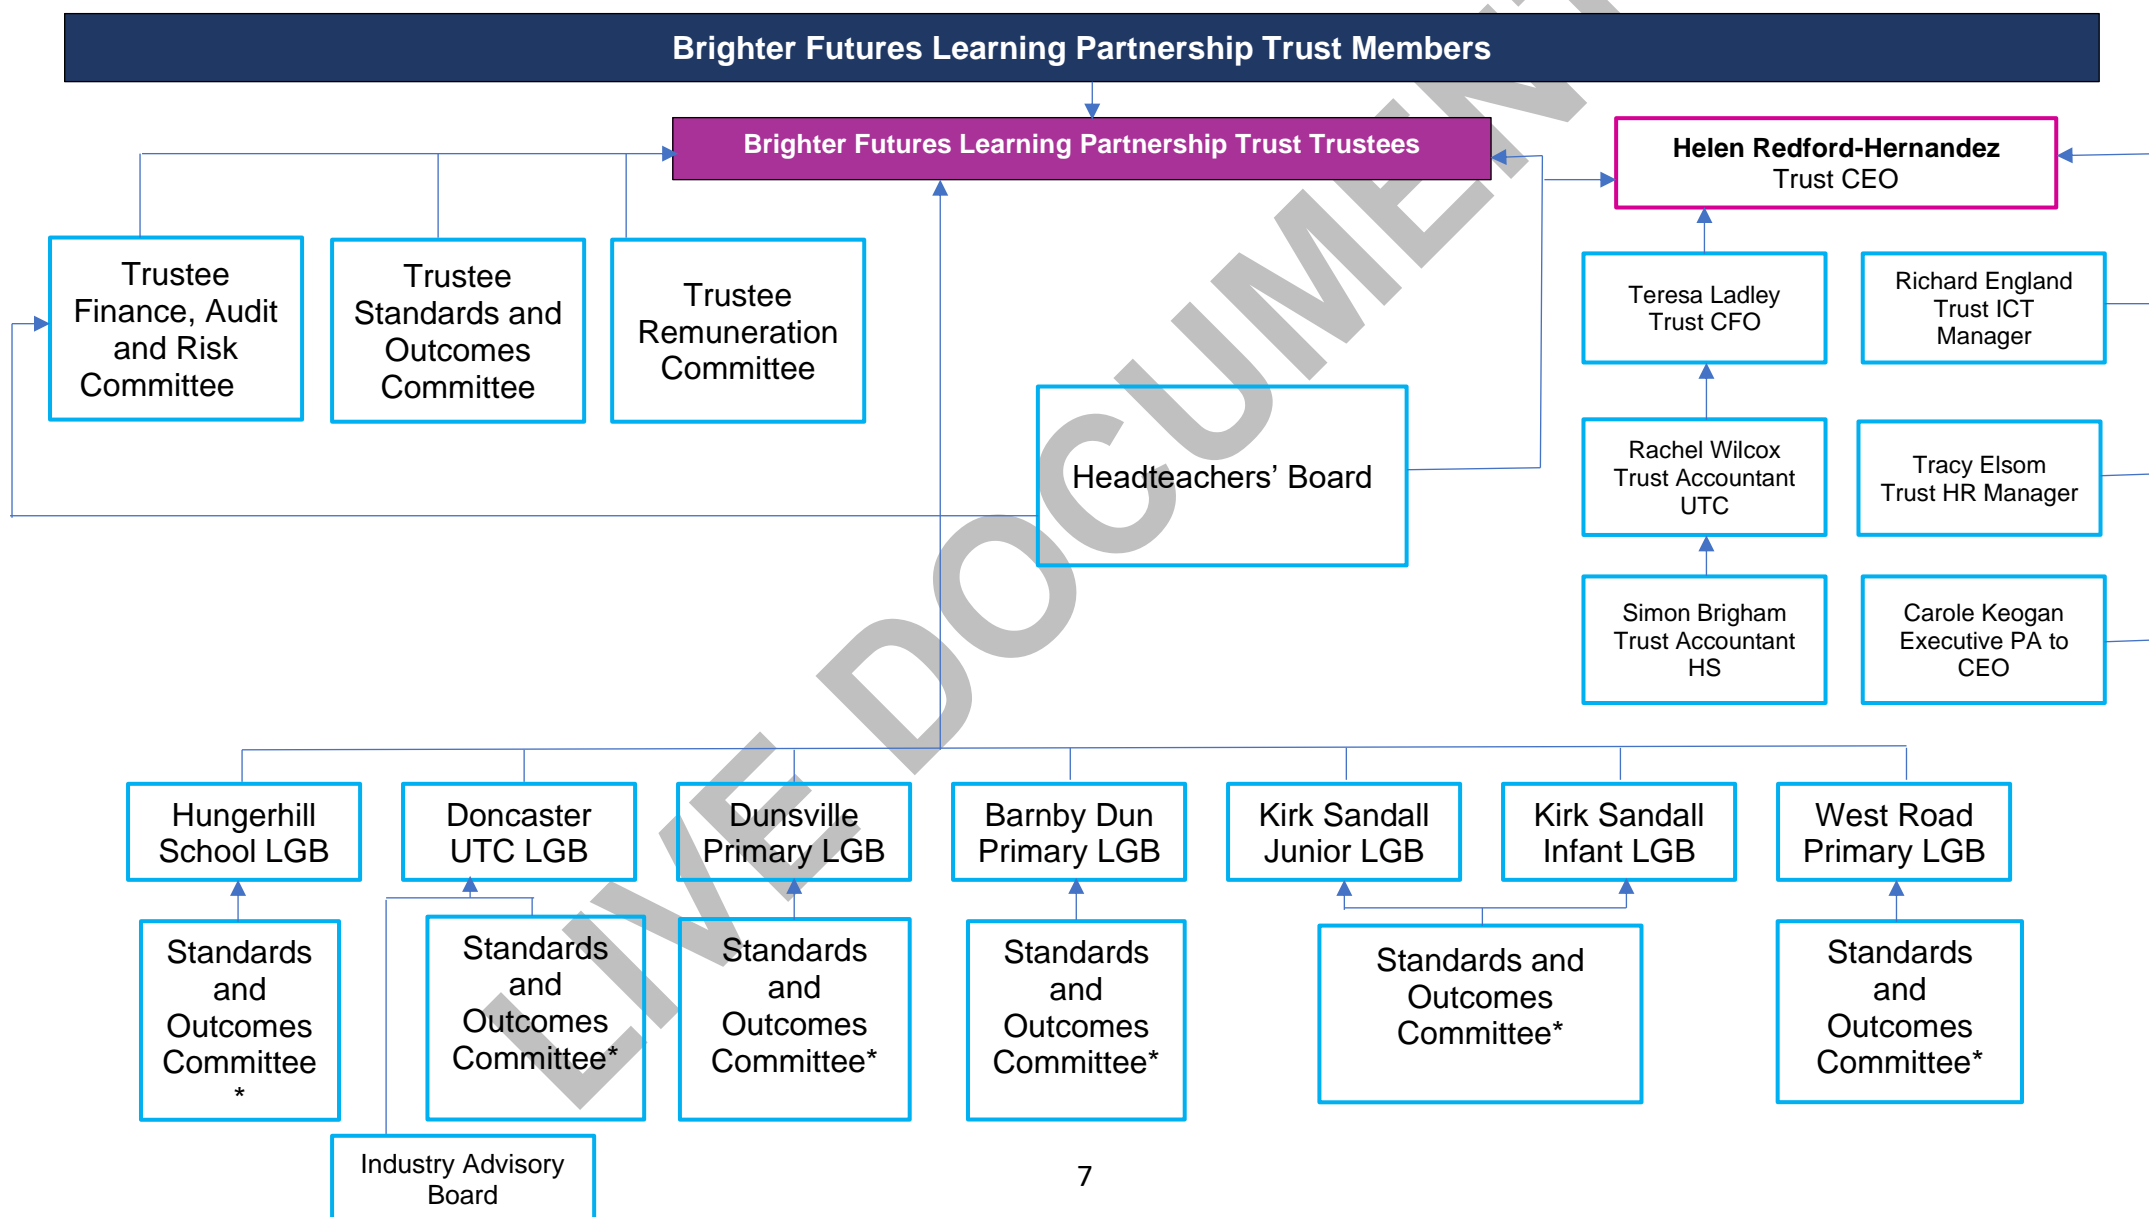 Brighter Futures Learning Partnership Trust Members
Brighter Futures Learning Partnership Trust Trustees
Helen Redford-Hernandez
Trust CEO
Trustee
Finance, Audit
and Risk
Committee
Trustee
Standards and
Outcomes
Committee
Trustee
Remuneration
Committee
Teresa Ladley
Trust CFO
Richard England
Trust ICT
Manager
Headteachers’ Board
Rachel Wilcox
Trust Accountant
UTC
Tracy Elsom
Trust HR Manager
Simon Brigham
Trust Accountant
HS
Carole Keogan
Executive PA to
CEO
Hungerhill
School LGB
Doncaster
UTC LGB
Dunsville
Primary LGB
Barnby Dun
Primary LGB
Kirk Sandall
Junior LGB
Kirk Sandall
Infant LGB
West Road
Primary LGB
Standards
and
Outcomes
Committee
*
Standards
and
Outcomes
Committee*
Standards
and
Outcomes
Committee*
Standards
and
Outcomes
Committee*
Standards and
Outcomes
Committee*
Standards
and
Outcomes
Committee*
Industry Advisory
Board
7
LIVE DOCUMENT